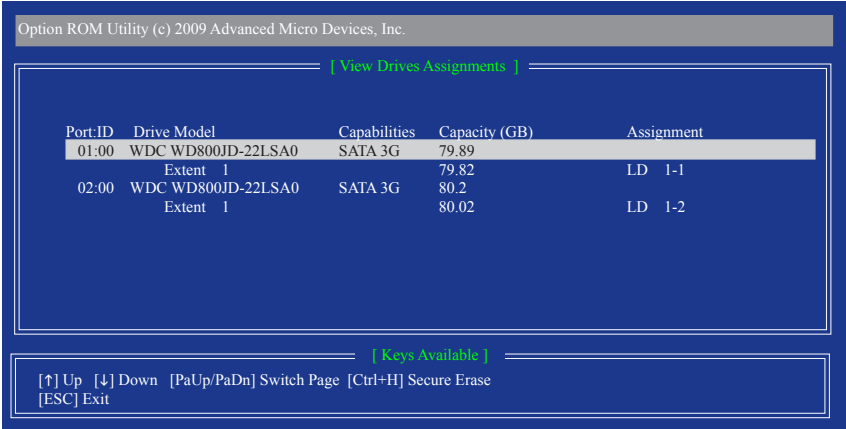 Option ROM Utility (c) 2009 Advanced Micro Devices, Inc.
[ View Drives Assignments ]
Port:ID Drive Model Capabilities Capacity (GB) Assignment
01:00 WDC WD800JD-22LSA0 SATA 3G 79.89
Extent 1 79.82 LD 1-1
02:00 WDC WD800JD-22LSA0 SATA 3G 80.2
Extent 1 80.02 LD 1-2
[ Keys Available ]
[↑] Up [↓] Down [PaUp/PaDn] Switch Page [Ctrl+H] Secure Erase
[ESC] Exit